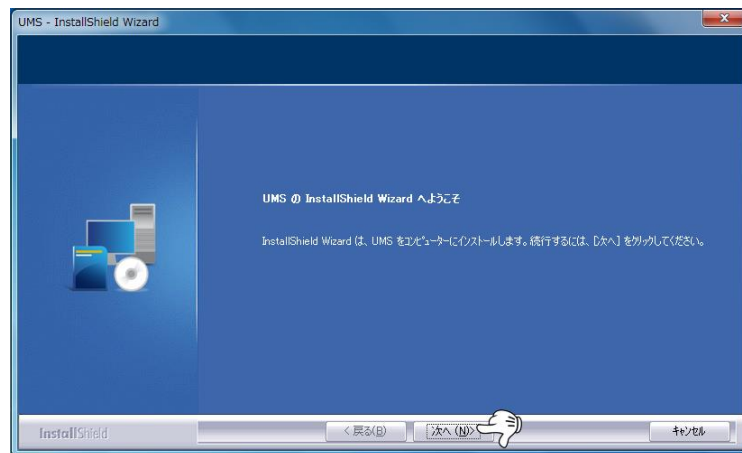 UMS - InstallShield Wizard
UMS の InstallShield Wizard へようこそ
InstallShield Wizard は、UMS をコンピューターにインストールします。続行するには、[次へ] をクリックしてください。
InstallShield
< 戻る(B)
次へ (N)>
キャンセル